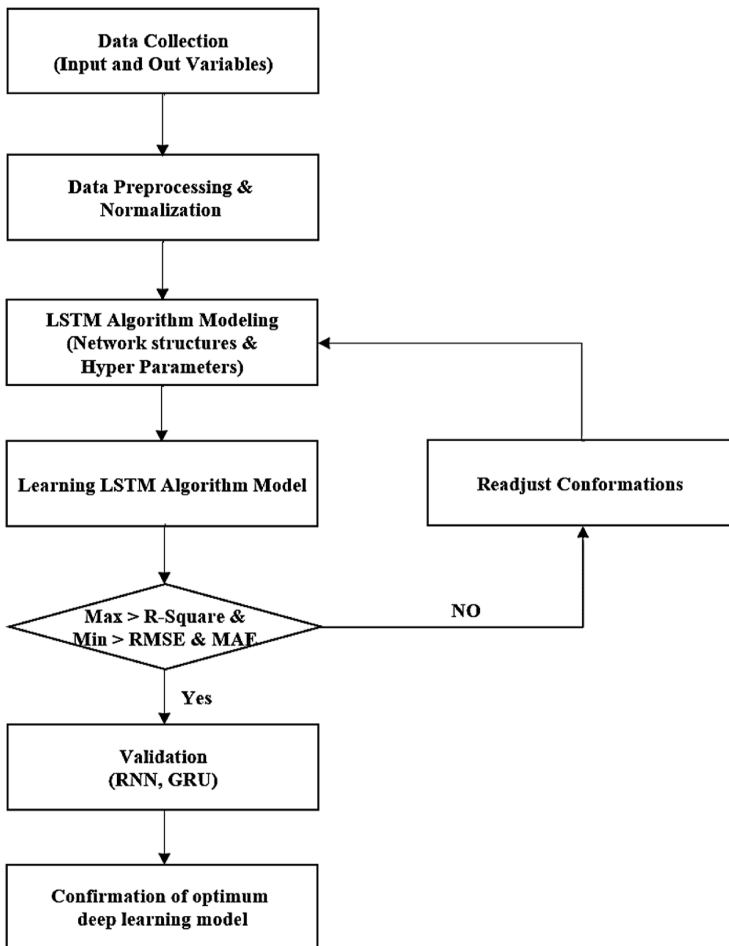 Data Collection
(Input and Out Variables)
Data Preprocessing &
Normalization
LSTM Algorithm Modeling
(Network structures &
Hyper Parameters)
Learning LSTM Algorithm Model
Readjust Conformations
Max > R-Square &
Min > RMSE & MAE
NO
Yes
Validation
(RNN, GRU)
Confirmation of optimum
deep learning model